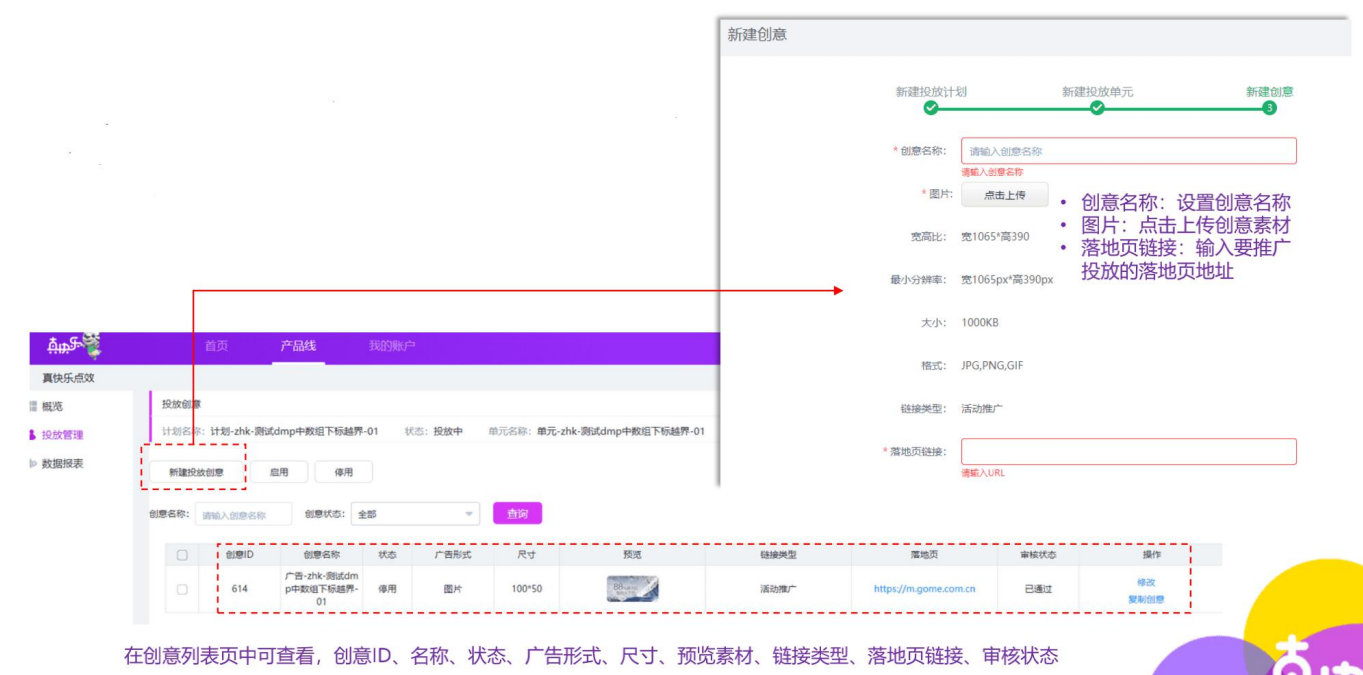 新建创意
新建投放计划
新建投放单元
新建创意
3
* 创意名称：
请输入创意名称
请输入创意名称
* 图片：
点击上传
• 创意名称：设置创意名称
• 图片：点击上传创意素材
• 落地页链接：输入要推广
投放的落地页地址
宽高比：
宽1065*高390
最小分辨率：
宽1065px*高390px
大小：
1000KB
格式：
JPG,PNG,GIF
链接类型：
活动推广
* 落地页链接：
请输入URL
真快乐
首页
产品线
我的账户
真快乐点效
概览
投放管理
数据报表
投放创意
计划名称：计划-zhk-测试dmp中数组下标越界-01
状态：投放中
单元名称：单元-zhk-测试dmp中数组下标越界-01
新建投放创意
启用
停用
创意名称：
请输入创意名称
创意状态：
全部
查询
创意ID
创意名称
状态
广告形式
尺寸
预览
链接类型
落地页
审核状态
操作
614
广告-zhk-测试dm
p中数组下标越界-
01
停用
图片
100*50
活动推广
https://m.gome.com.cn
已通过
修改
复制创意
在创意列表页中可查看，创意ID、名称、状态、广告形式、尺寸、预览素材、链接类型、落地页链接、审核状态